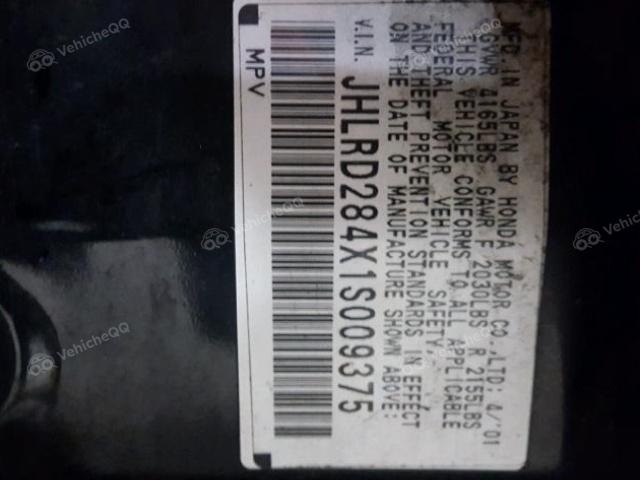 MFD. IN JAPAN BY HONDA MOTOR CO.,LTD: 4/'01
GVWR 4165LBS GAWR F 2030LBS R 2155LBS
THIS VEHICLE CONFORMS TO ALL APPLICABLE
FEDERAL MOTOR VEHICLE SAFETY,
AND THEFT PREVENTION STANDARDS IN EFFECT
ON THE DATE OF MANUFACTURE SHOWN ABOVE:
V.I.N. JHLRD284X1S009375
MPV
VehicheQQ
VehicheQQ
VehicheQQ
VehicheQQ
VehicheQQ
VehicheQQ